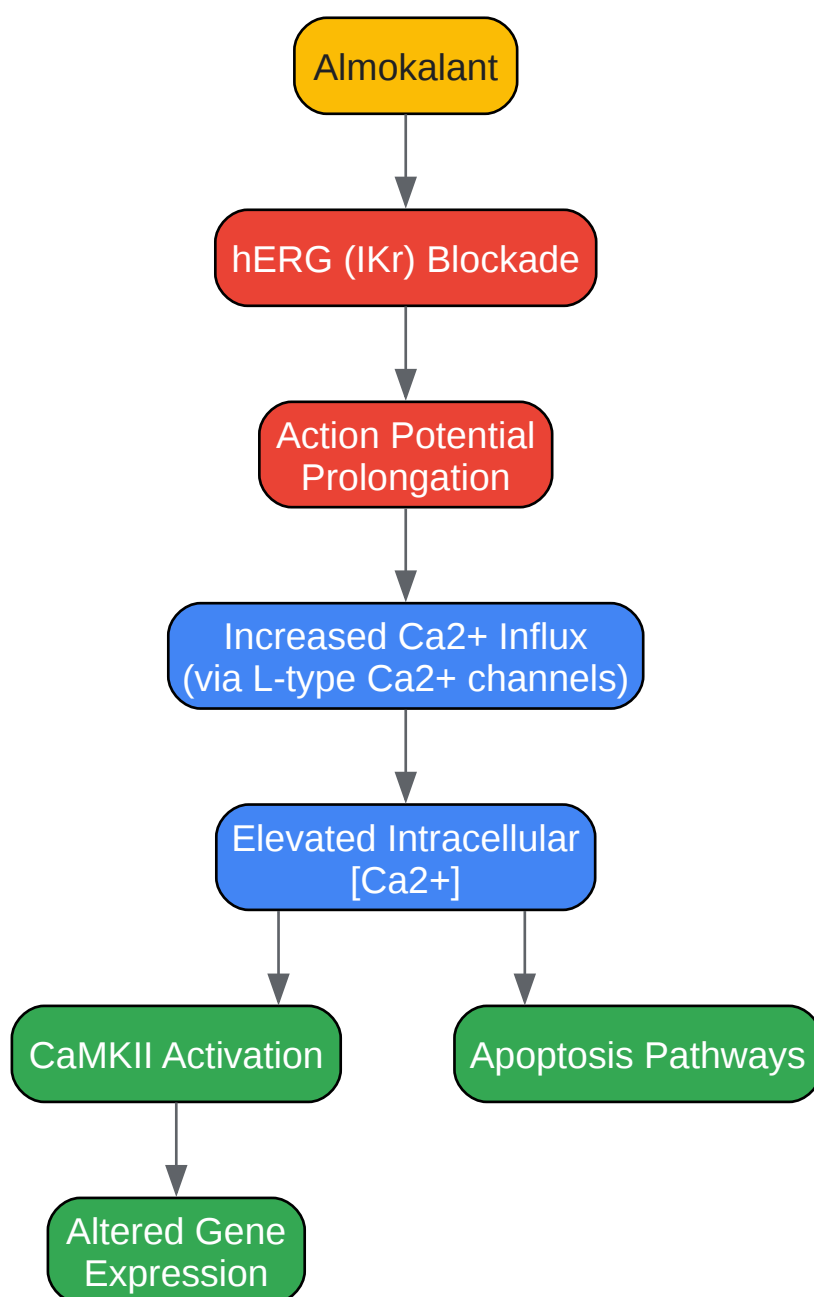 Almokalant
hERG (IKr) Blockade
Action Potential
Prolongation
Increased Ca2+ Influx
(via L-type Ca2+ channels)
Elevated Intracellular
[Ca2+]
CaMKII Activation
Apoptosis Pathways
Altered Gene
Expression